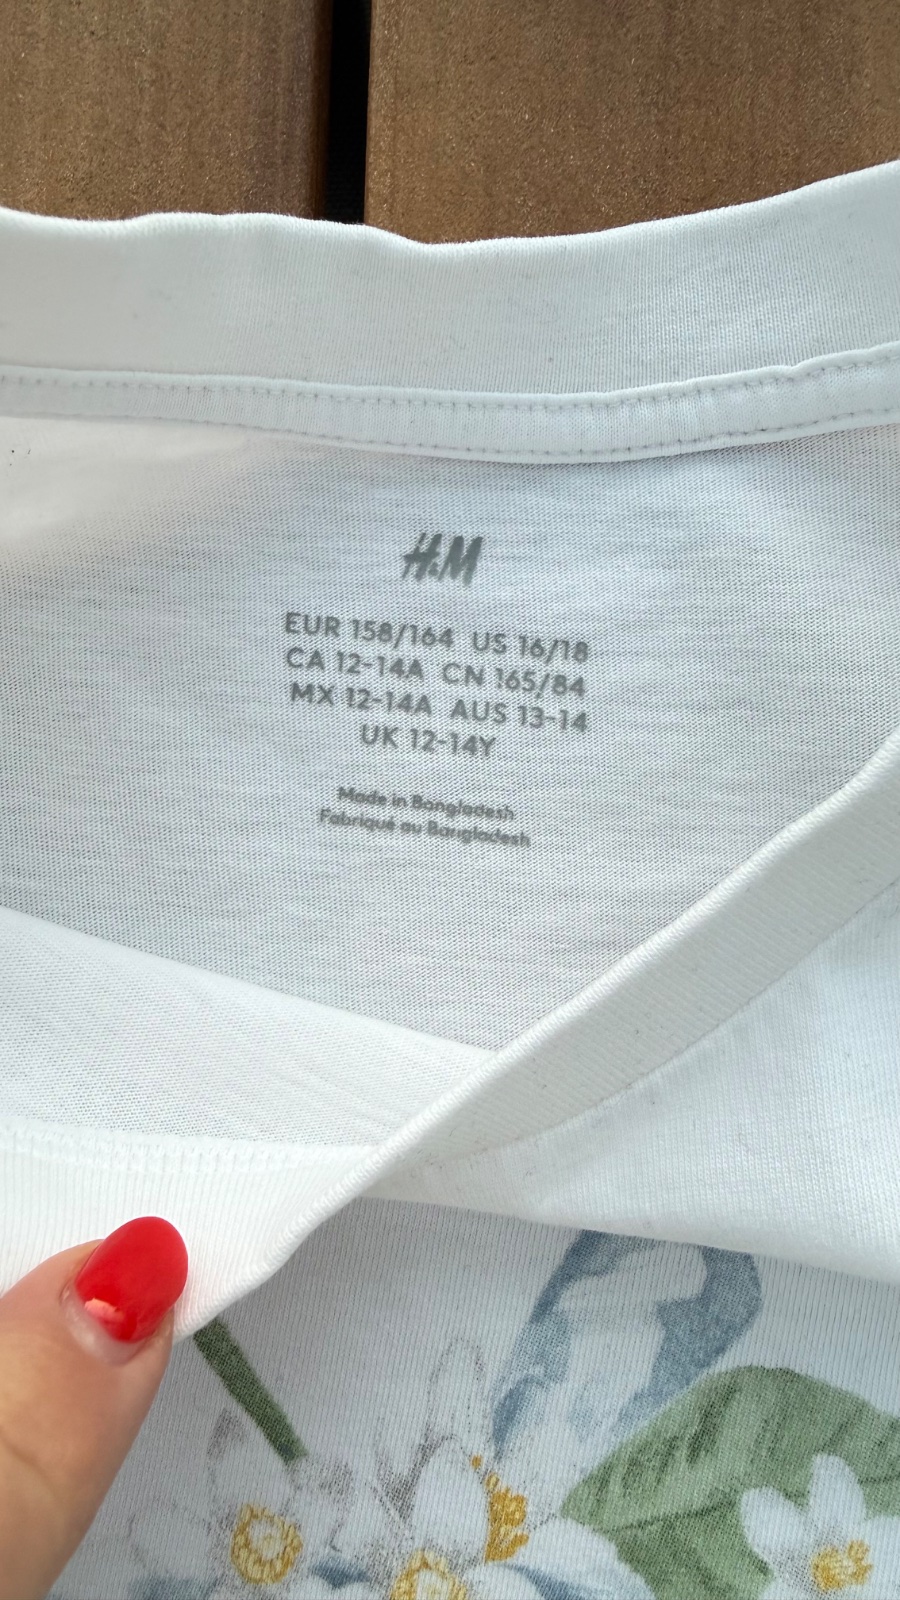 H&M
EUR 158/164 US 16/18
CA 12-14A CN 165/84
MX 12-14A AUS 13-14
UK 12-14Y
Made in Bangladesh
Fabriqué au Bangladesh